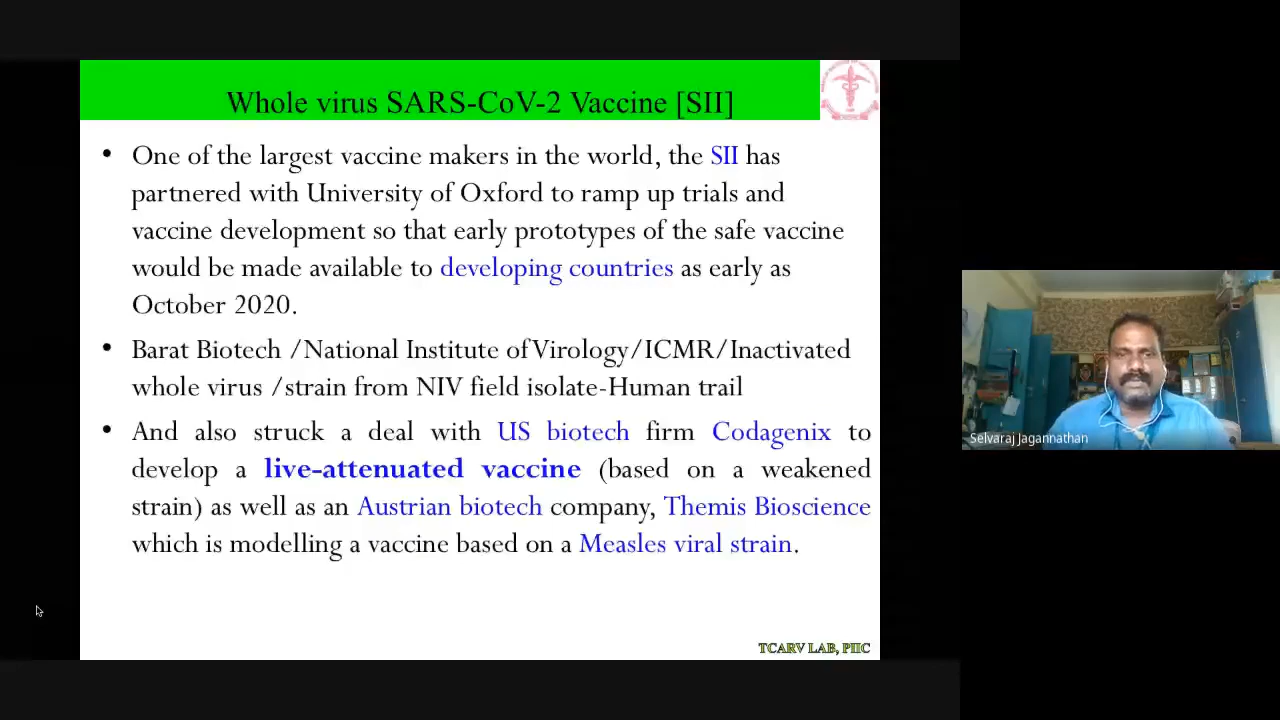 Whole virus SARS-CoV-2 Vaccine [SII]
• One of the largest vaccine makers in the world, the SII has
partnered with University of Oxford to ramp up trials and
vaccine development so that early prototypes of the safe vaccine
would be made available to developing countries as early as
October 2020.
• Barat Biotech /National Institute of Virology/ICMR/Inactivated
whole virus /strain from NIV field isolate-Human trail
• And also struck a deal with US biotech firm Codagenix to
develop a live-attenuated vaccine (based on a weakened
strain) as well as an Austrian biotech company, Themis Bioscience
which is modelling a vaccine based on a Measles viral strain.
TCARV LAB, PIIC
Selvaraj Jagannathan